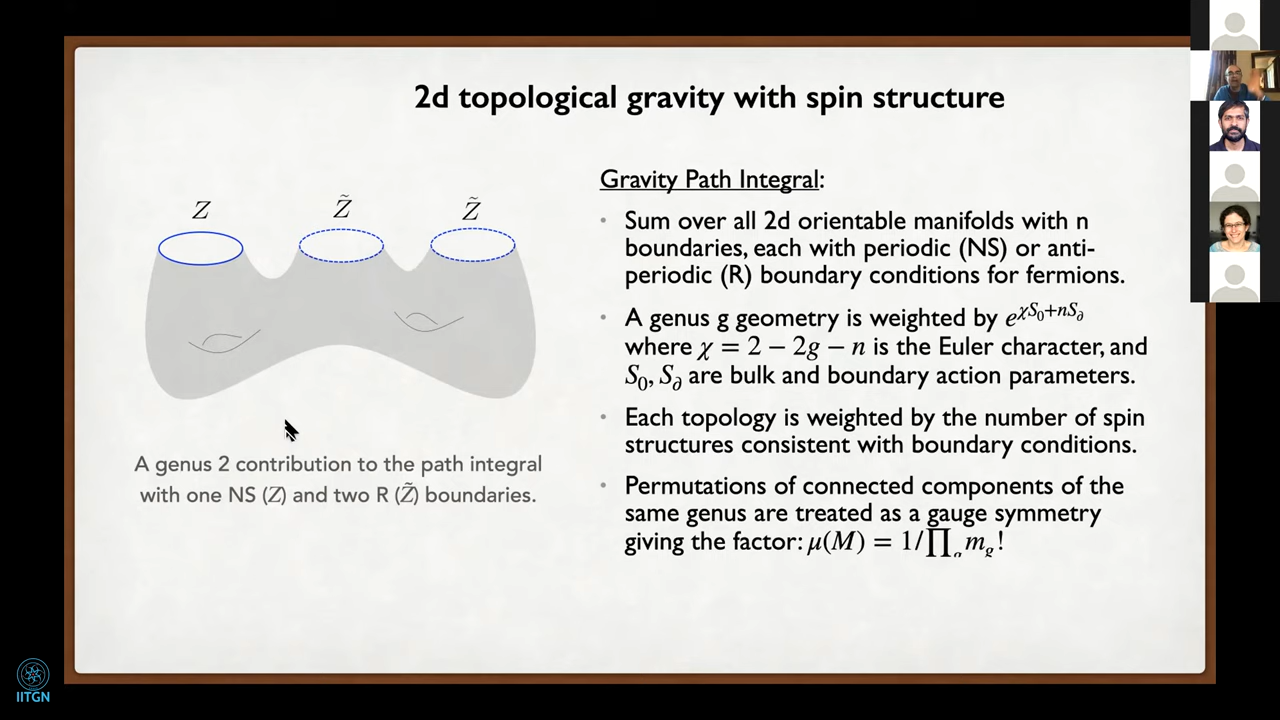 2d topological gravity with spin structure
Z
Z̃
Z̃
A genus 2 contribution to the path integral
with one NS (Z) and two R (Z̃) boundaries.
Gravity Path Integral:
• Sum over all 2d orientable manifolds with n
boundaries, each with periodic (NS) or anti-
periodic (R) boundary conditions for fermions.
• A genus g geometry is weighted by e^{χS₀+nS_∂}
where χ = 2 − 2g − n is the Euler character, and
S₀, S_∂ are bulk and boundary action parameters.
• Each topology is weighted by the number of spin
structures consistent with boundary conditions.
• Permutations of connected components of the
same genus are treated as a gauge symmetry
giving the factor: μ(M) = 1/∏_g m_g!
IITGN